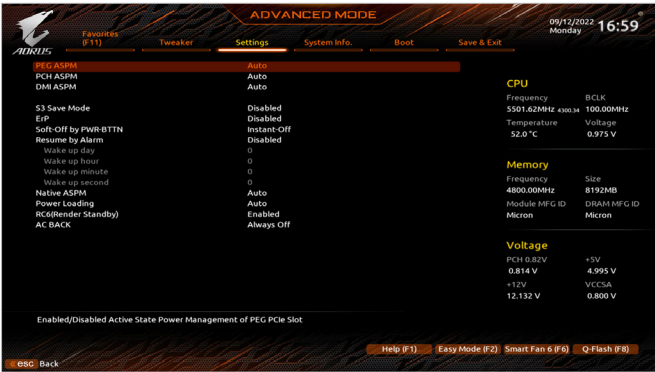 ADVANCED MODE
09/12/2022 Monday 16:59
AORUS
Favorites (F11)
Tweaker
Settings
System Info.
Boot
Save & Exit
PEG ASPM Auto
PCH ASPM Auto
DMI ASPM Auto
S3 Save Mode Disabled
ErP Disabled
Soft-Off by PWR-BTTN Instant-Off
Resume by Alarm Disabled
Wake up day 0
Wake up hour 0
Wake up minute 0
Wake up second 0
Native ASPM Auto
Power Loading Auto
RC6(Render Standby) Enabled
AC BACK Always Off
CPU
Frequency BCLK
5501.62MHz 4300.34 100.00MHz
Temperature Voltage
52.0 °C 0.975 V
Memory
Frequency Size
4800.00MHz 8192MB
Module MFG ID DRAM MFG ID
Micron Micron
Voltage
PCH 0.82V +5V
0.814 V 4.995 V
+12V VCCSA
12.132 V 0.800 V
Enabled/Disabled Active State Power Management of PEG PCIe Slot
Help (F1) Easy Mode (F2) Smart Fan 6 (F6) Q-Flash (F8)
esc Back